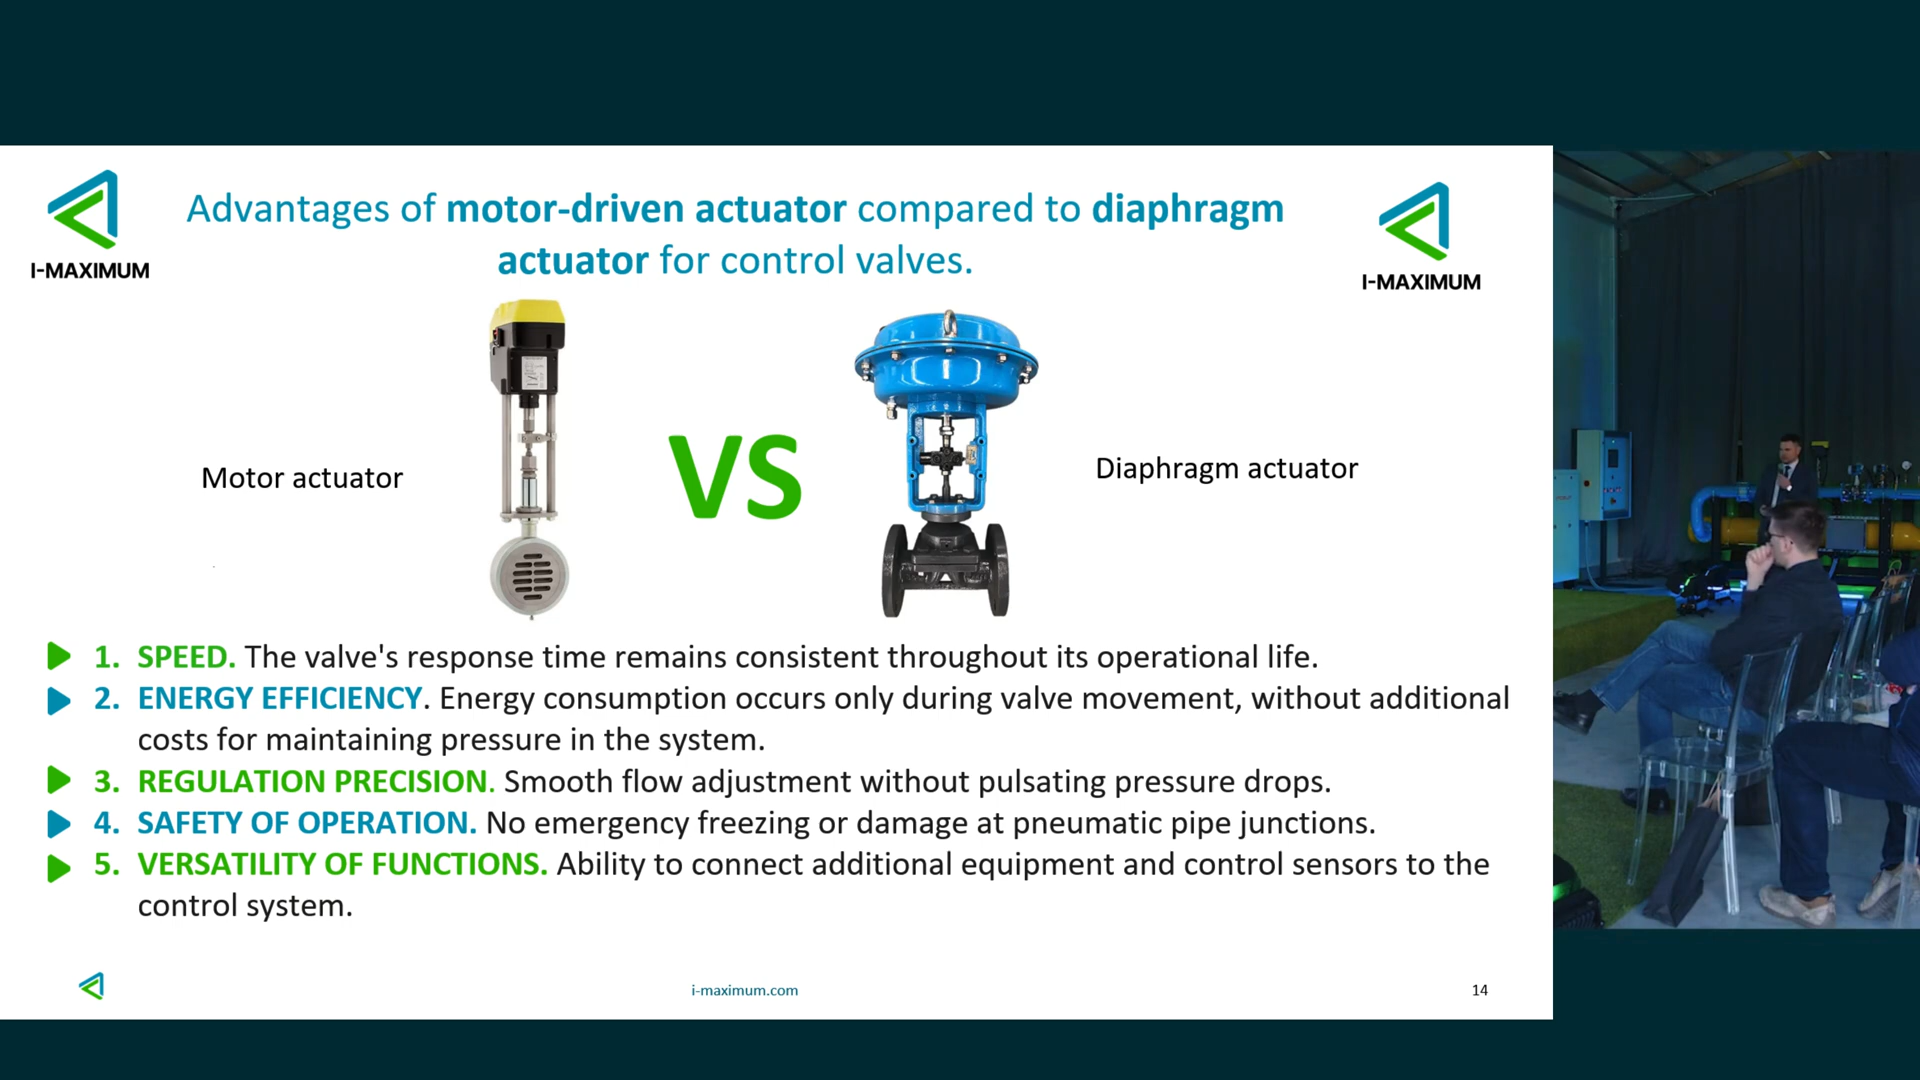 I-MAXIMUM
Advantages of motor-driven actuator compared to diaphragm
actuator for control valves.
I-MAXIMUM
Motor actuator
VS
Diaphragm actuator
1. SPEED. The valve's response time remains consistent throughout its operational life.
2. ENERGY EFFICIENCY. Energy consumption occurs only during valve movement, without additional
costs for maintaining pressure in the system.
3. REGULATION PRECISION. Smooth flow adjustment without pulsating pressure drops.
4. SAFETY OF OPERATION. No emergency freezing or damage at pneumatic pipe junctions.
5. VERSATILITY OF FUNCTIONS. Ability to connect additional equipment and control sensors to the
control system.
i-maximum.com
14